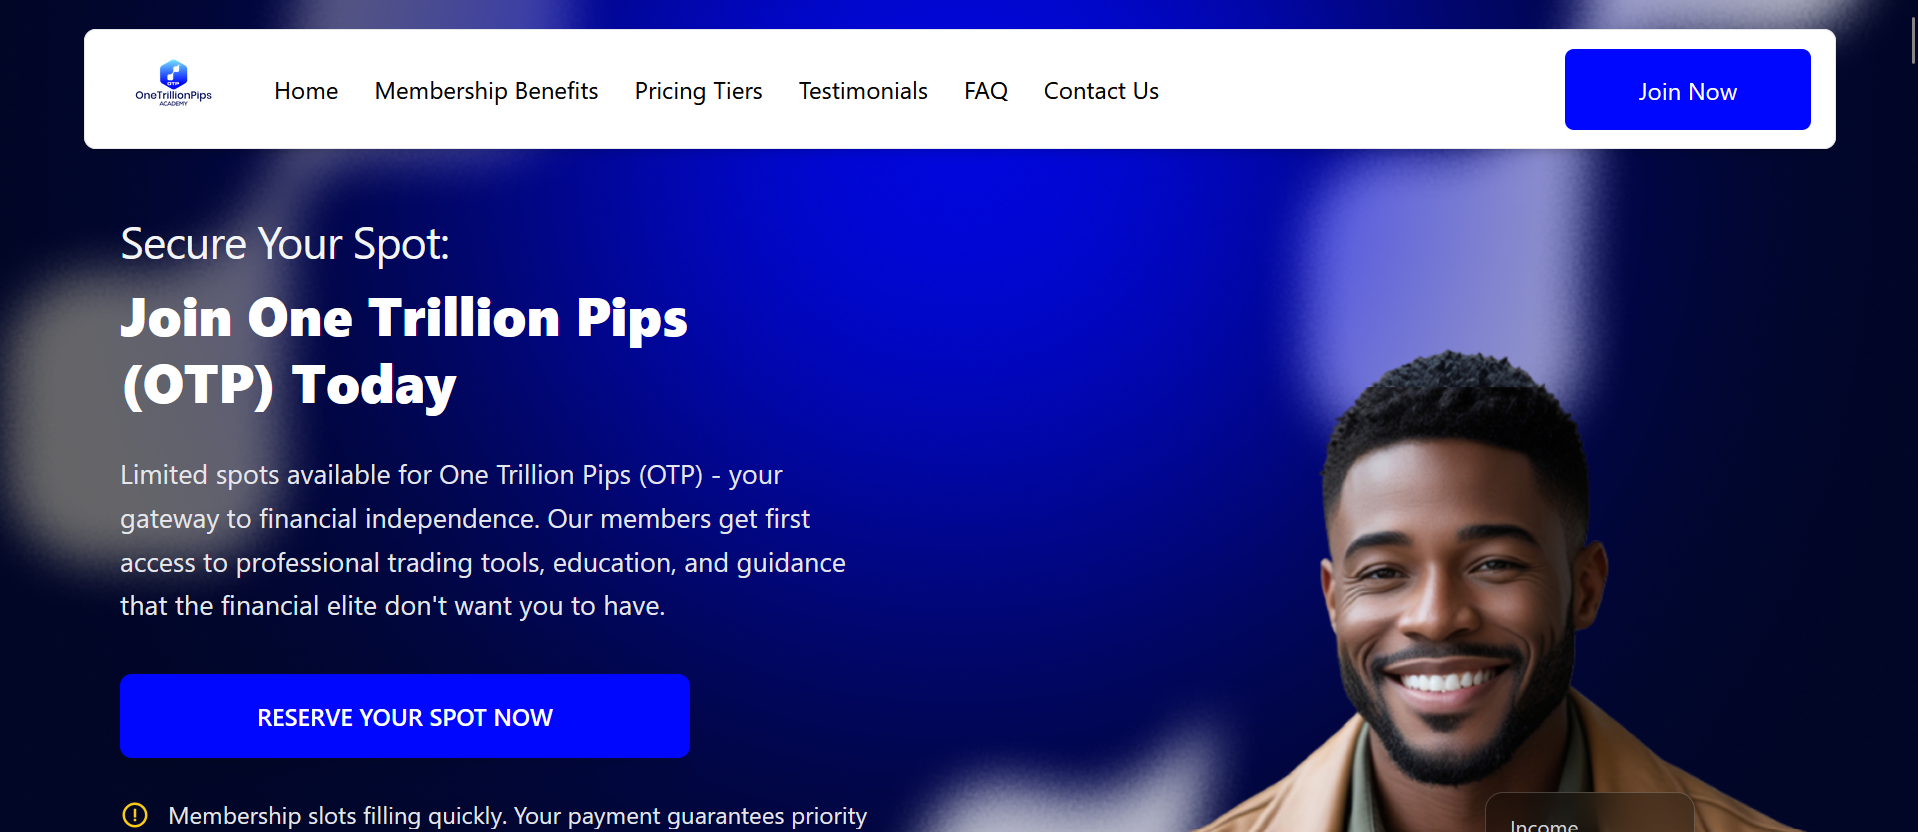 OTP
OneTrillionPips
ACADEMY
Home
Membership Benefits
Pricing Tiers
Testimonials
FAQ
Contact Us
Join Now
Secure Your Spot:
Join One Trillion Pips
(OTP) Today
Limited spots available for One Trillion Pips (OTP) - your
gateway to financial independence. Our members get first
access to professional trading tools, education, and guidance
that the financial elite don't want you to have.
RESERVE YOUR SPOT NOW
Membership slots filling quickly. Your payment guarantees priority
Income